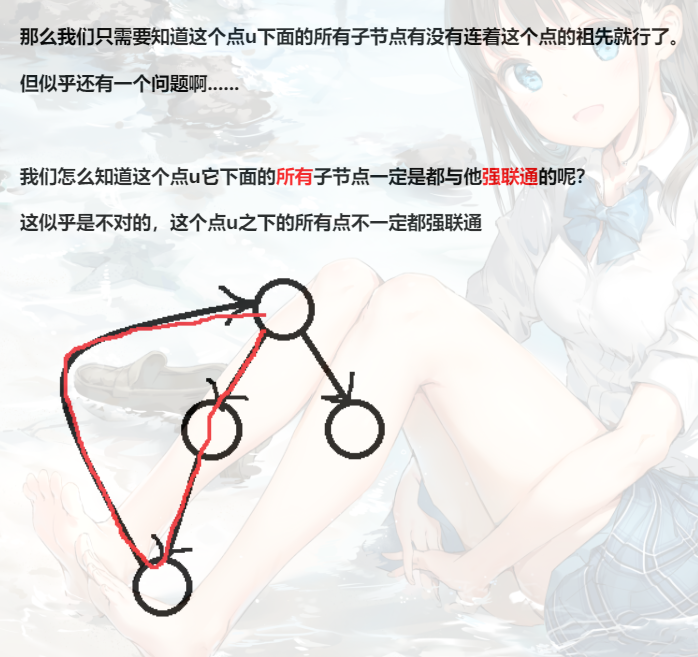 那么我们只需要知道这个点u下面的所有子节点有没有连着这个点的祖先就行了。
但似乎还有一个问题啊......
我们怎么知道这个点u它下面的所有子节点一定是都与他强联通的呢?
这似乎是不对的，这个点u之下的所有点不一定都强联通